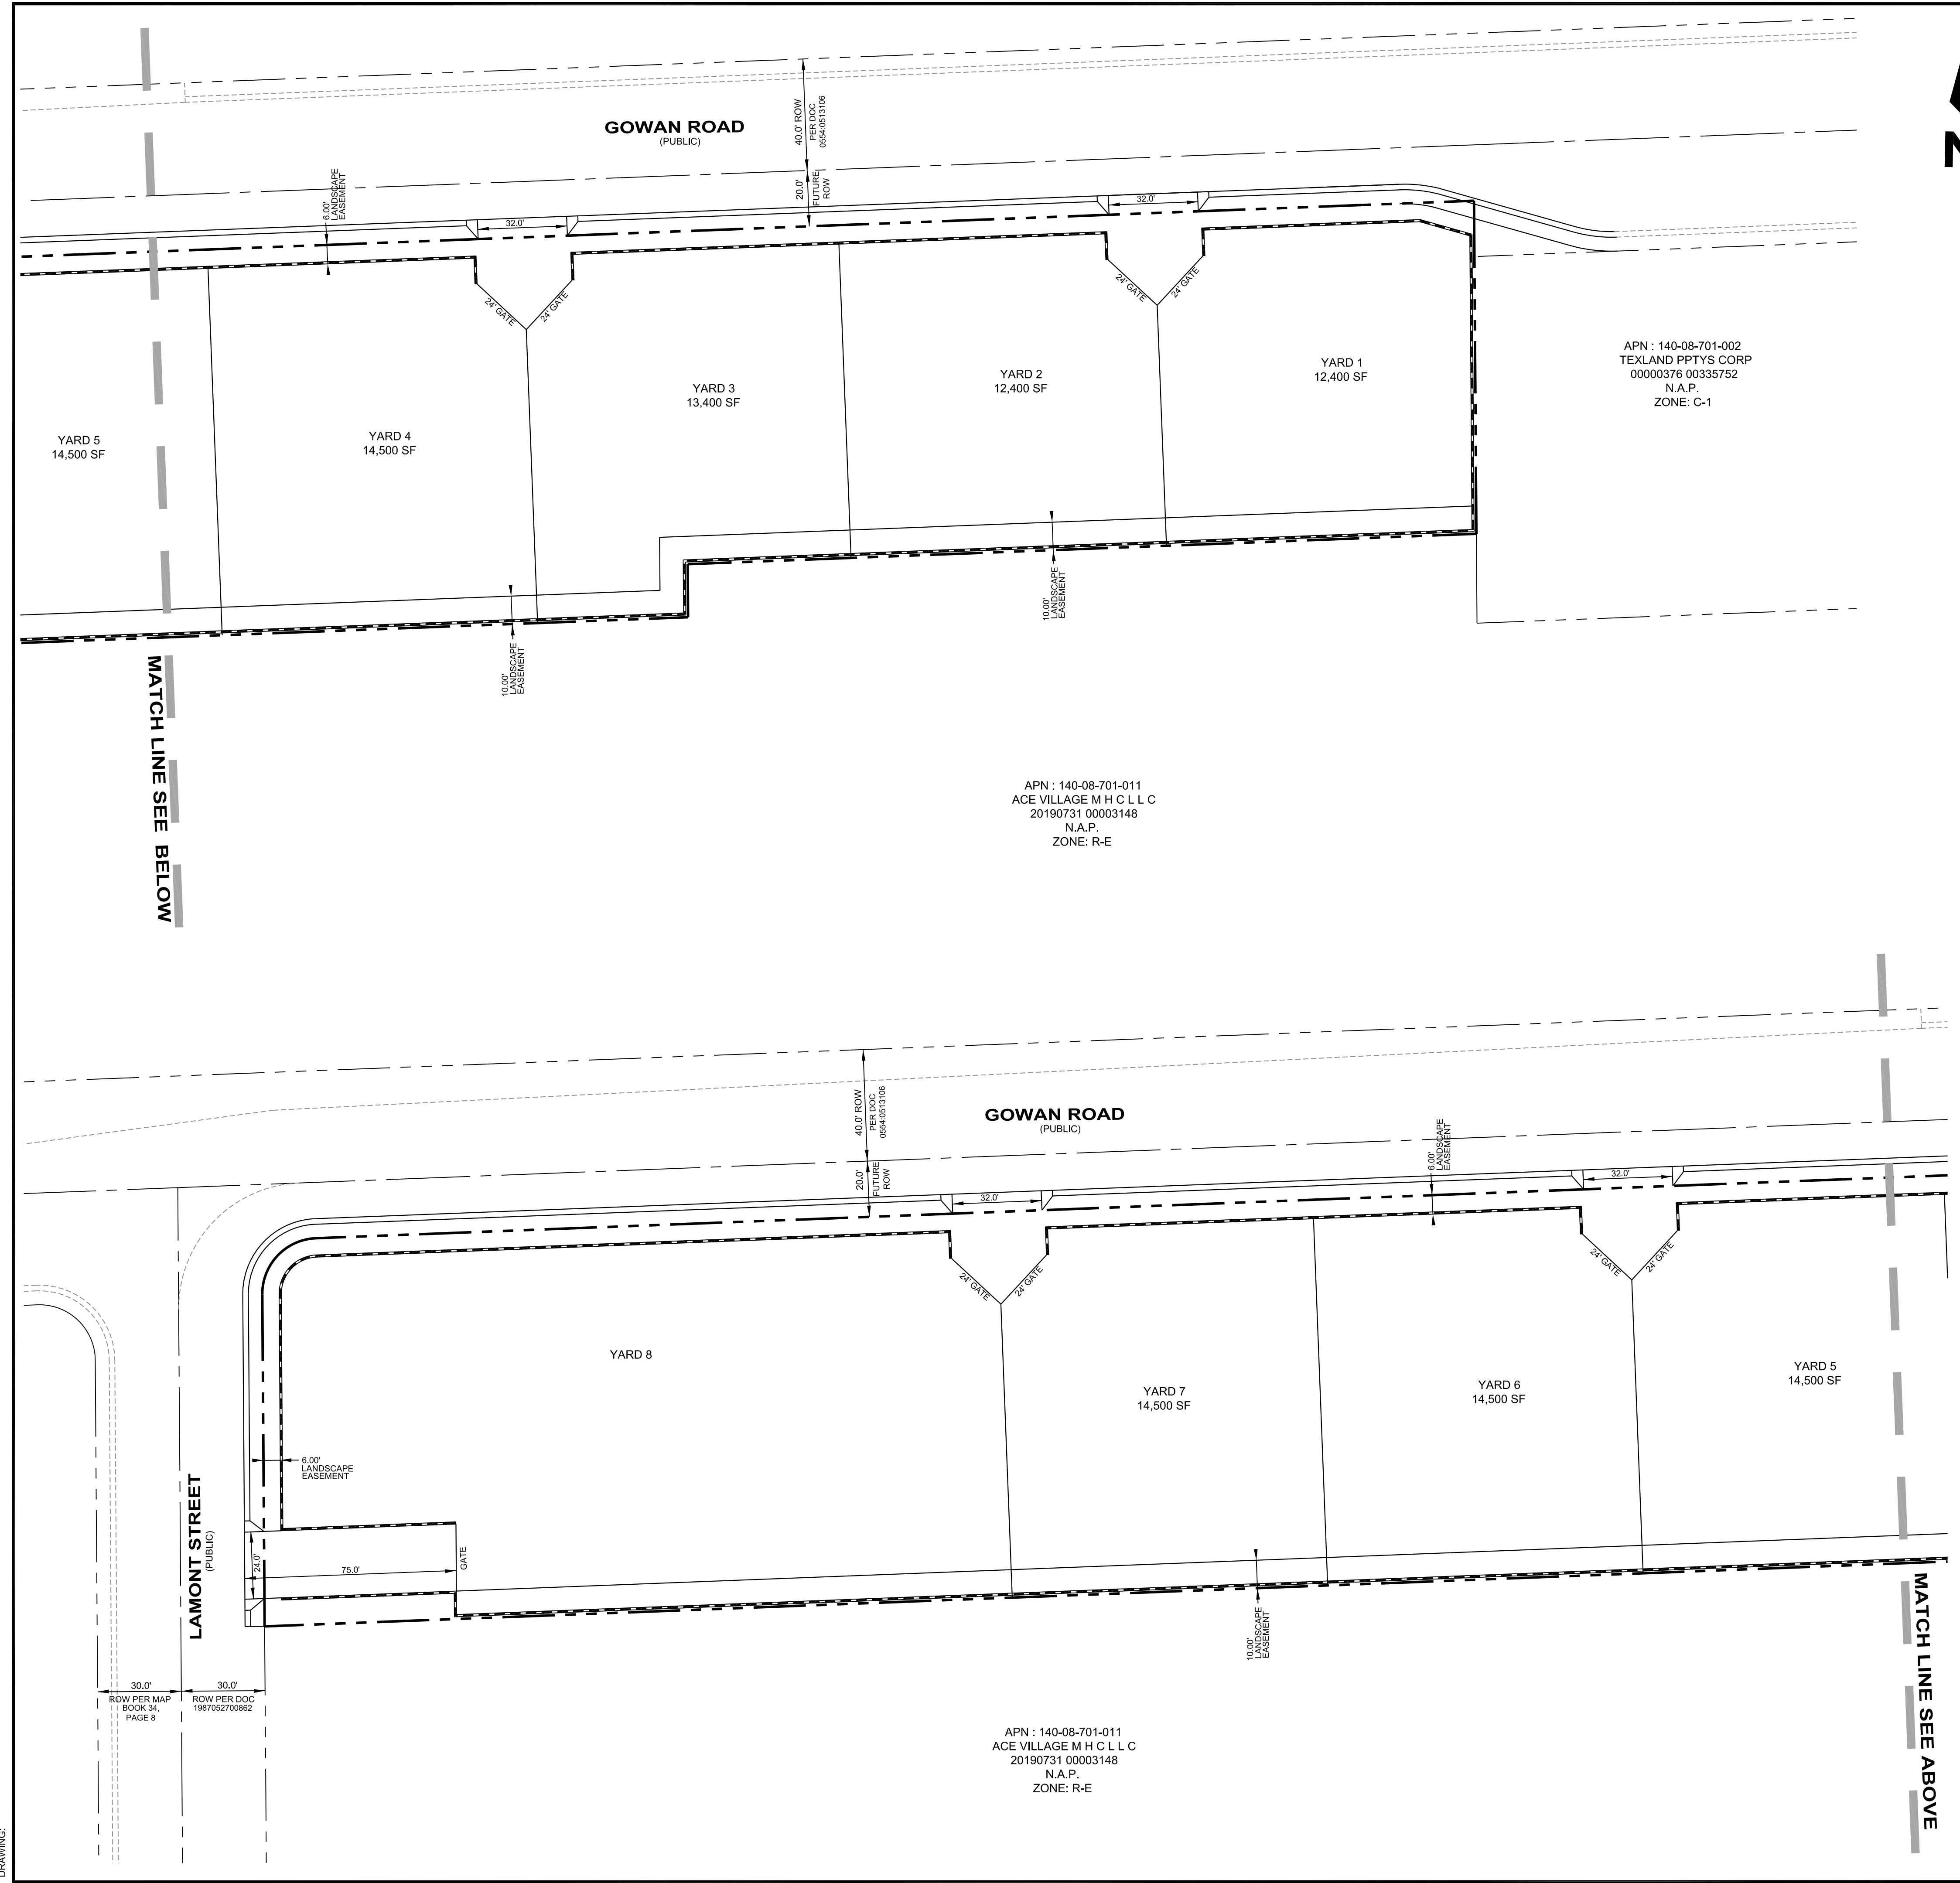 GOWAN ROAD
(PUBLIC)
40.0' ROW
PER DOC
0554:0513106
20.0'
FUTURE
ROW
6.00'
LANDSCAPE
EASEMENT
32.0'
32.0'
24' GATE
24' GATE
24' GATE
24' GATE
YARD 5
14,500 SF
YARD 4
14,500 SF
YARD 3
13,400 SF
YARD 2
12,400 SF
YARD 1
12,400 SF
APN : 140-08-701-002
TEXLAND PPTYS CORP
00000376 00335752
N.A.P.
ZONE: C-1
10.00'
LANDSCAPE
EASEMENT
10.00'
LANDSCAPE
EASEMENT
MATCH LINE SEE BELOW
APN : 140-08-701-011
ACE VILLAGE M H C L L C
20190731 00003148
N.A.P.
ZONE: R-E
N
40.0' ROW
PER DOC
0554:0513106
GOWAN ROAD
(PUBLIC)
20.0'
FUTURE
ROW
6.00'
LANDSCAPE
EASEMENT
32.0'
32.0'
24' GATE
24' GATE
24' GATE
24' GATE
YARD 8
YARD 7
14,500 SF
YARD 6
14,500 SF
YARD 5
14,500 SF
6.00'
LANDSCAPE
EASEMENT
LAMONT STREET
(PUBLIC)
24.0'
75.0'
GATE
10.00'
LANDSCAPE
EASEMENT
30.0'
ROW PER MAP
BOOK 34,
PAGE 8
30.0'
ROW PER DOC
1987052700862
APN : 140-08-701-011
ACE VILLAGE M H C L L C
20190731 00003148
N.A.P.
ZONE: R-E
MATCH LINE SEE ABOVE
DRAWING: